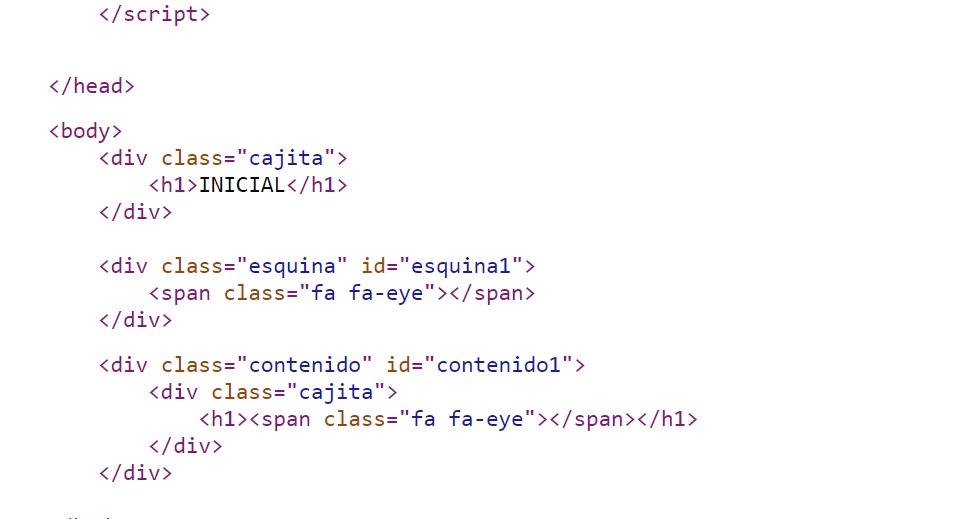 </script>
</head>
<body>
<div class="cajita">
<h1>INICIAL</h1>
</div>
<div class="esquina" id="esquina1">
<span class="fa fa-eye"></span>
</div>
<div class="contenido" id="contenido1">
<div class="cajita">
<h1><span class="fa fa-eye"></span></h1>
</div>
</div>